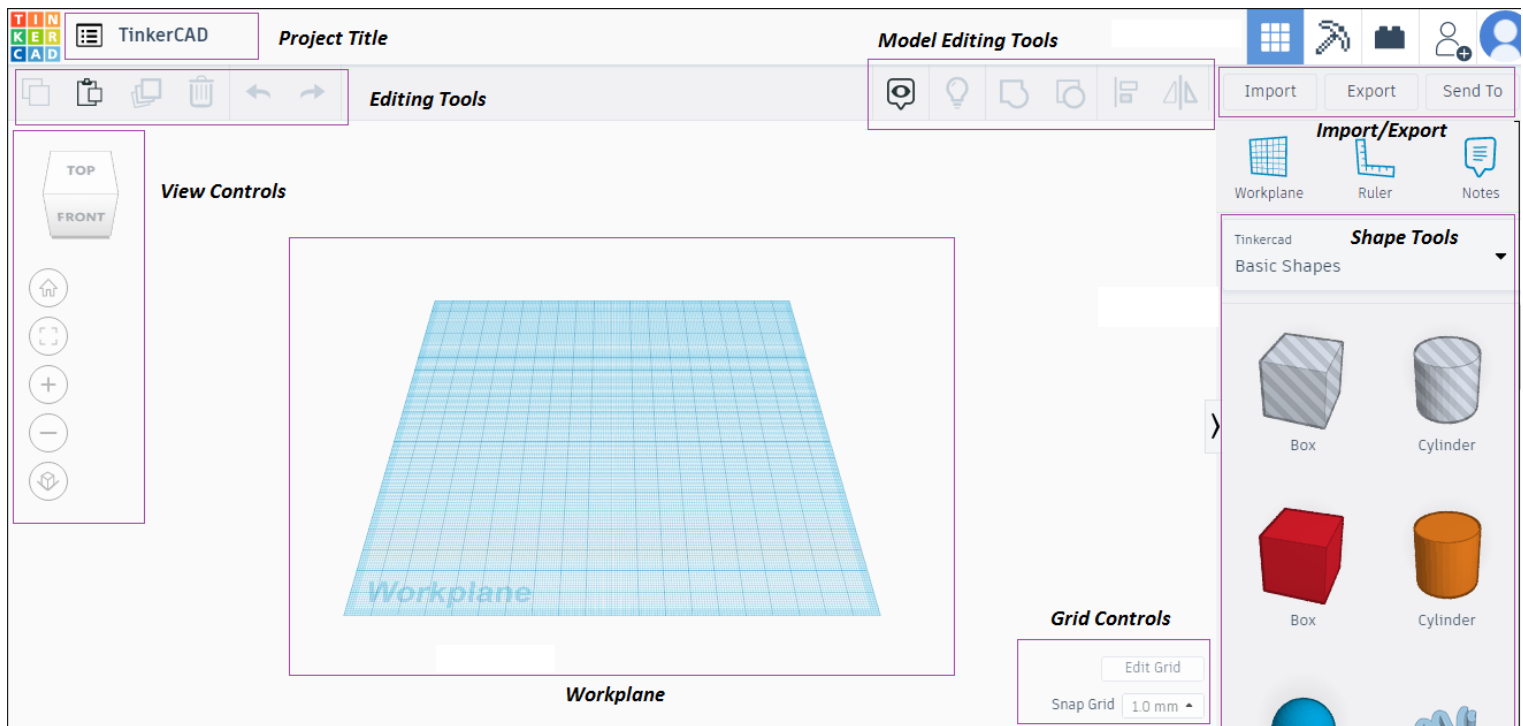 TIN
KER
CAD
TinkerCAD
Project Title
Model Editing Tools
Editing Tools
Import
Export
Send To
Import/Export
TOP
FRONT
View Controls
Workplane
Ruler
Notes
Tinkercad
Shape Tools
Basic Shapes
Box
Cylinder
Workplane
Box
Cylinder
Grid Controls
Edit Grid
Workplane
Snap Grid
1.0 mm